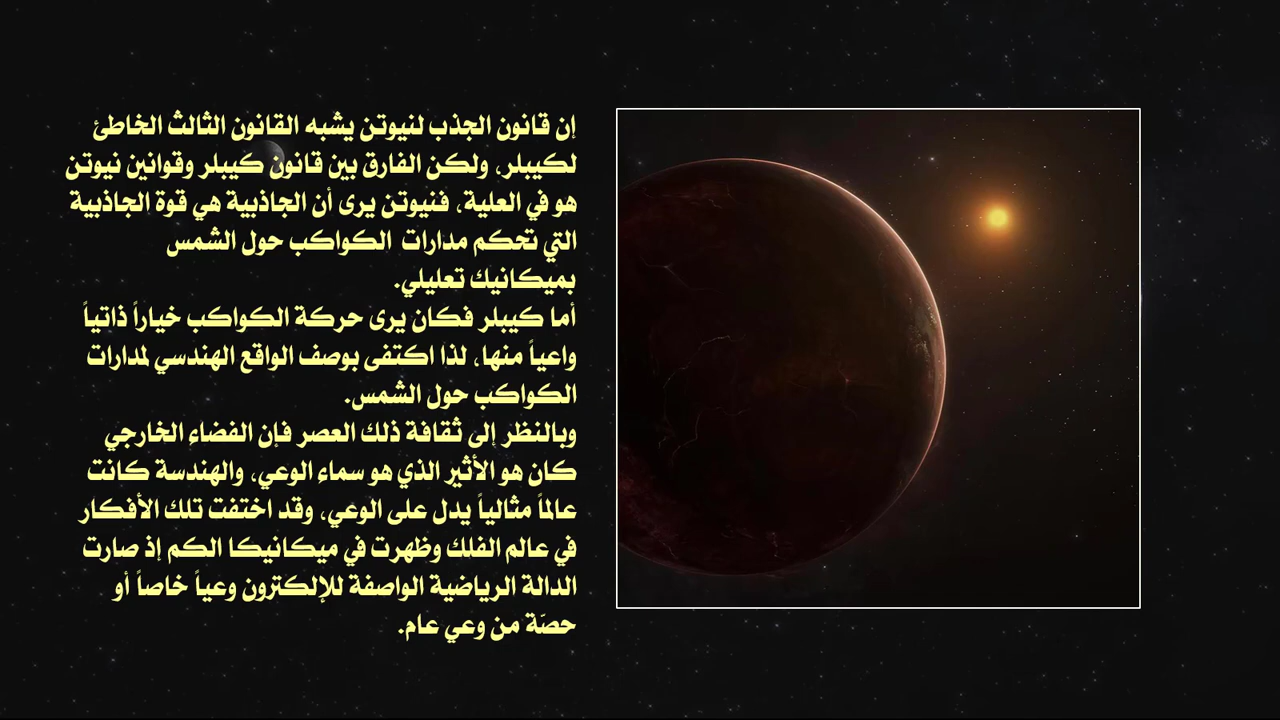 إن قانون الجذب لنيوتن يشبه القانون الثالث الخاطئ
لكيبلر، ولكن الفارق بين قانون كيبلر وقوانين نيوتن
هو في العلية، فنيوتن يرى أن الجاذبية هي قوة الجاذبية
التي تحكم مدارات الكواكب حول الشمس
بميكانيك تعليلي.
أما كيبلر فكان يرى حركة الكواكب خياراً ذاتياً
واعياً منها، لذا اكتفى بوصف الواقع الهندسي لمدارات
الكواكب حول الشمس.
وبالنظر إلى ثقافة ذلك العصر فإن الفضاء الخارجي
كان هو الأثير الذي هو سماء الوعي، والهندسة كانت
عالماً مثالياً يدل على الوعي، وقد اختفت تلك الأفكار
في عالم الفلك وظهرت في ميكانيكا الكم إذ صارت
الدالة الرياضية الواصفة للإلكترون وعياً خاصاً أو
حصّة من وعي عام.